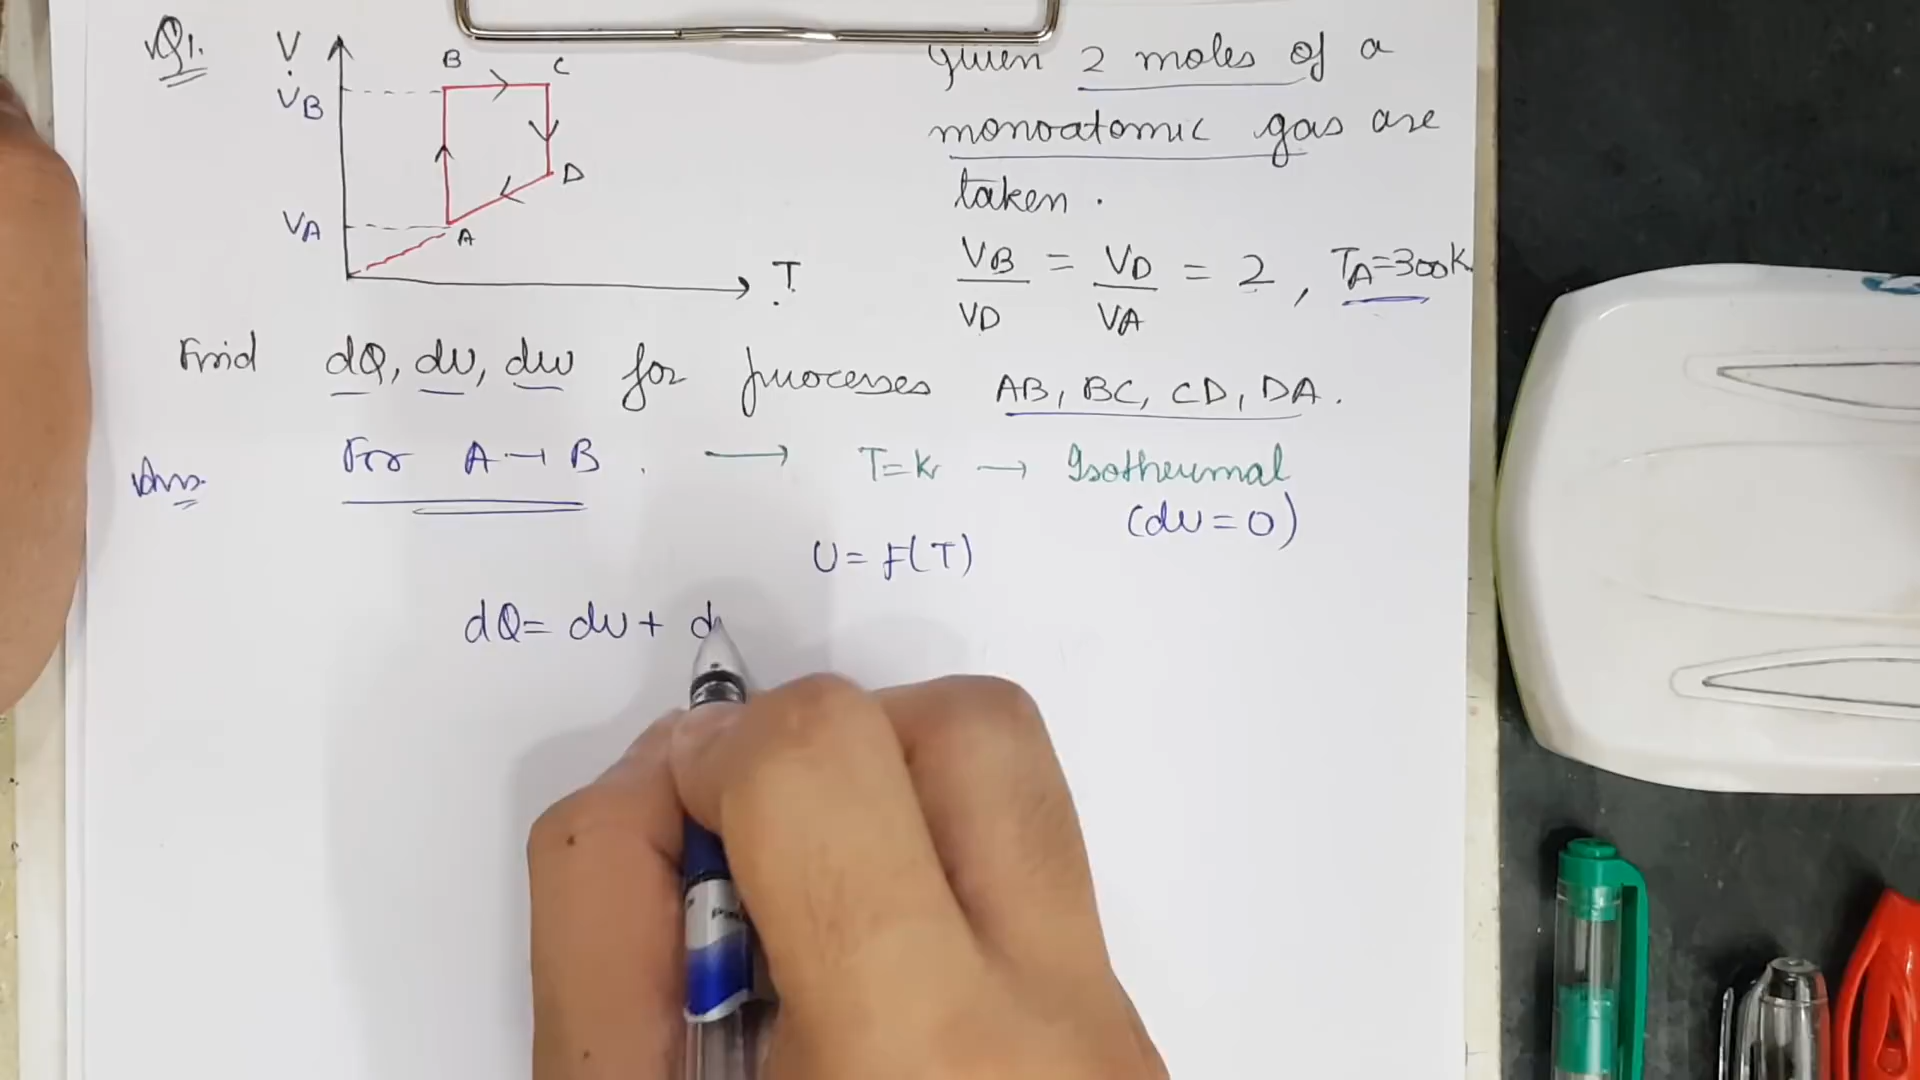 Q1.
V
B
C
VB
D
VA
A
T
Given 2 moles of a
monoatomic gas are
taken.
VB/VD = VD/VA = 2, TA=300K
Find dQ, dU, dw for processes AB, BC, CD, DA.
Ans. For A→B. → T=K → Isothermal
(dU=0)
U= f(T)
dQ= dU+ d